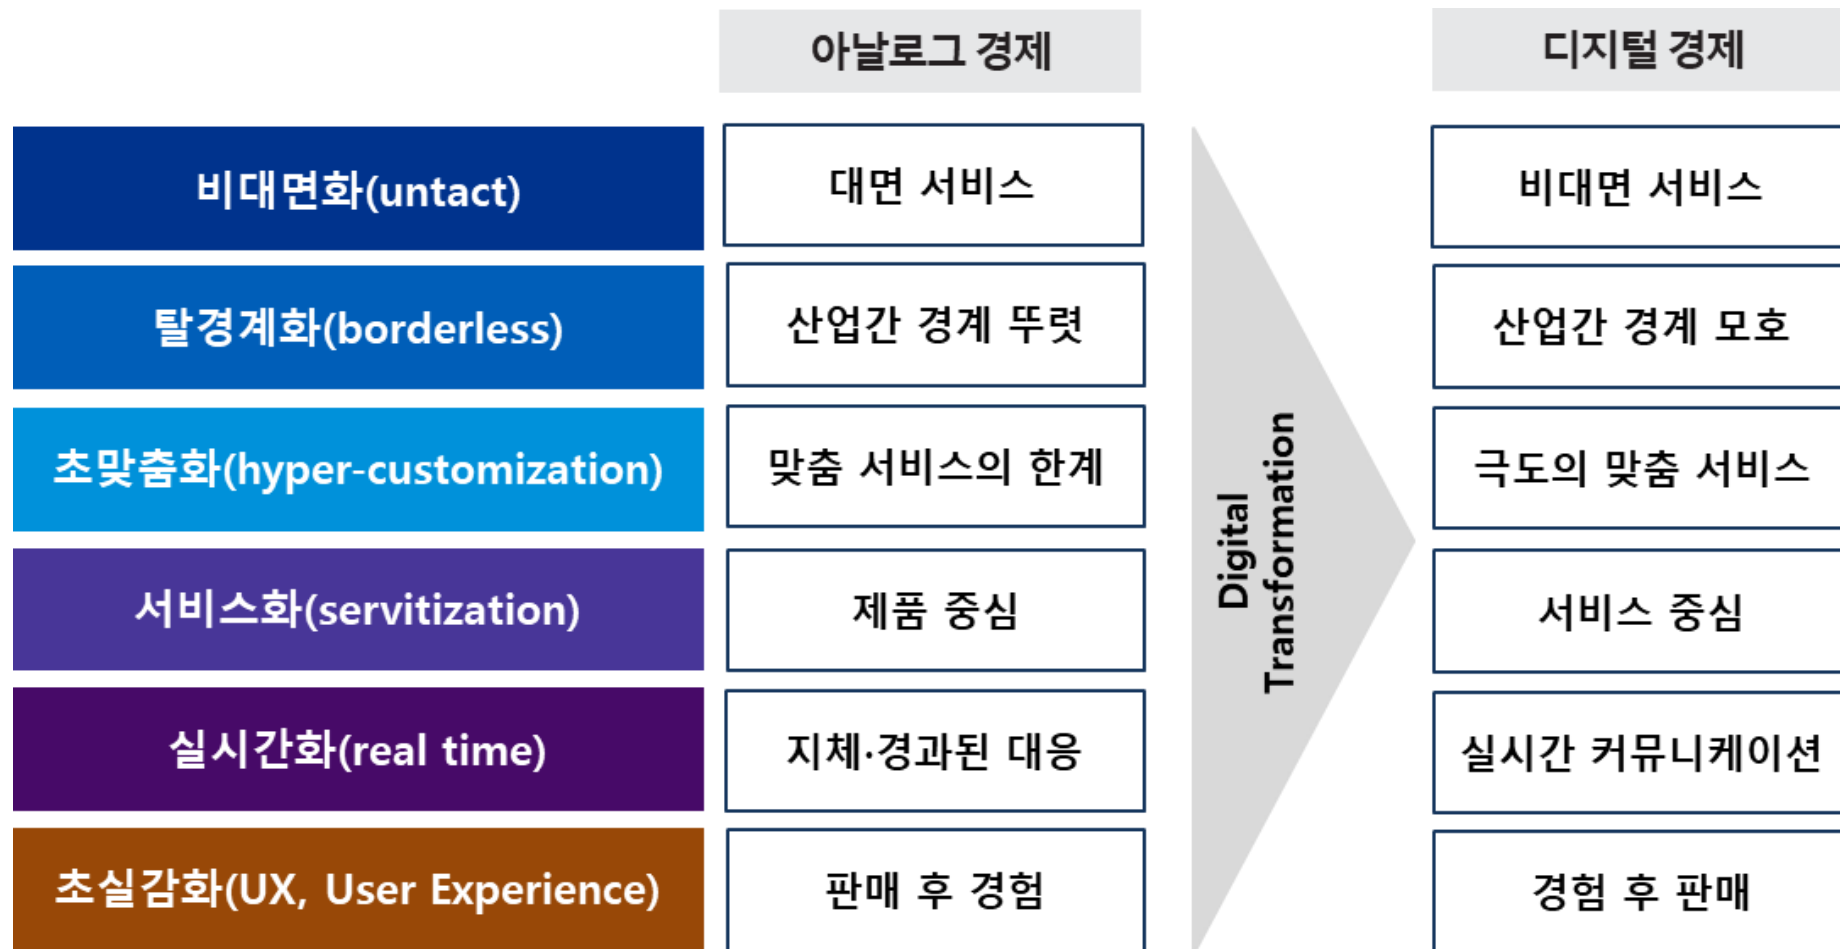 아날로그 경제
디지털 경제
비대면화(untact)
대면 서비스
비대면 서비스
탈경계화(borderless)
산업간 경계 뚜렷
산업간 경계 모호
초맞춤화(hyper-customization)
맞춤 서비스의 한계
극도의 맞춤 서비스
서비스화(servitization)
제품 중심
서비스 중심
실시간화(real time)
지체·경과된 대응
실시간 커뮤니케이션
초실감화(UX, User Experience)
판매 후 경험
경험 후 판매
Digital
Transformation